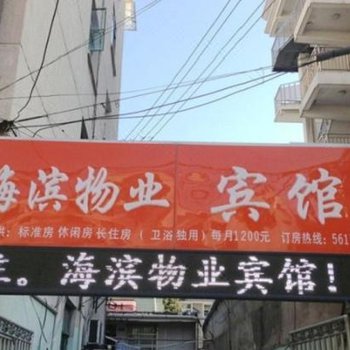 海滨物业 宾馆
供：标准房 休闲房 长住房（ 卫浴 独用）每月1200元 订房热线：561
。海滨物业宾馆！